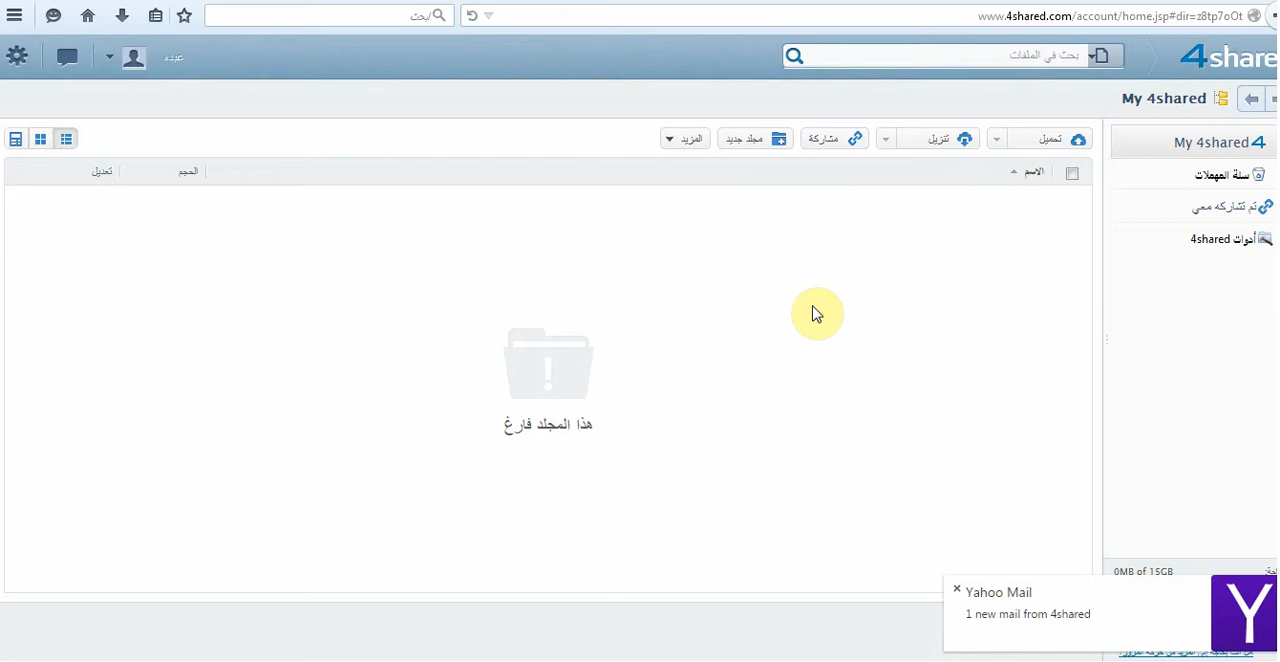 بحث/
www.4shared.com/account/home.jsp#dir=z8tp7oOt
عبده
بحث في الملفات
4share
My 4shared
تحميل
تنزيل
مشاركة
مجلد جديد
المزيد
My 4shared
الاسم
الحجم
تعديل
سلة المهملات
تم تشاركه معي
أدوات 4shared
هذا المجلد فارغ
0MB of 15GB
Yahoo Mail
1 new mail from 4shared